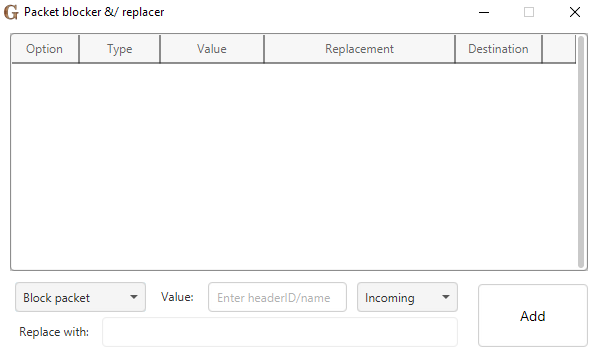 G Packet blocker &/ replacer
Option Type Value Replacement Destination
Block packet Value: Enter headerID/name Incoming
Add
Replace with: